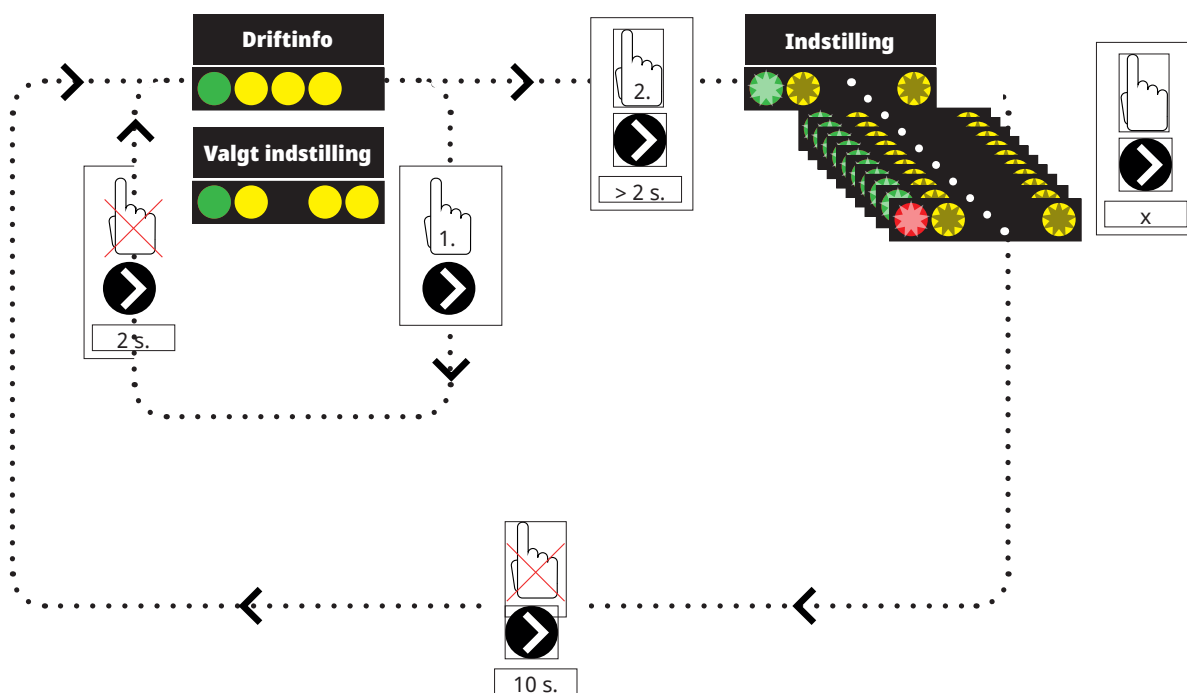 Driftinfo
Valgt indstilling
2 s.
1.
2.
> 2 s.
Indstilling
x
10 s.